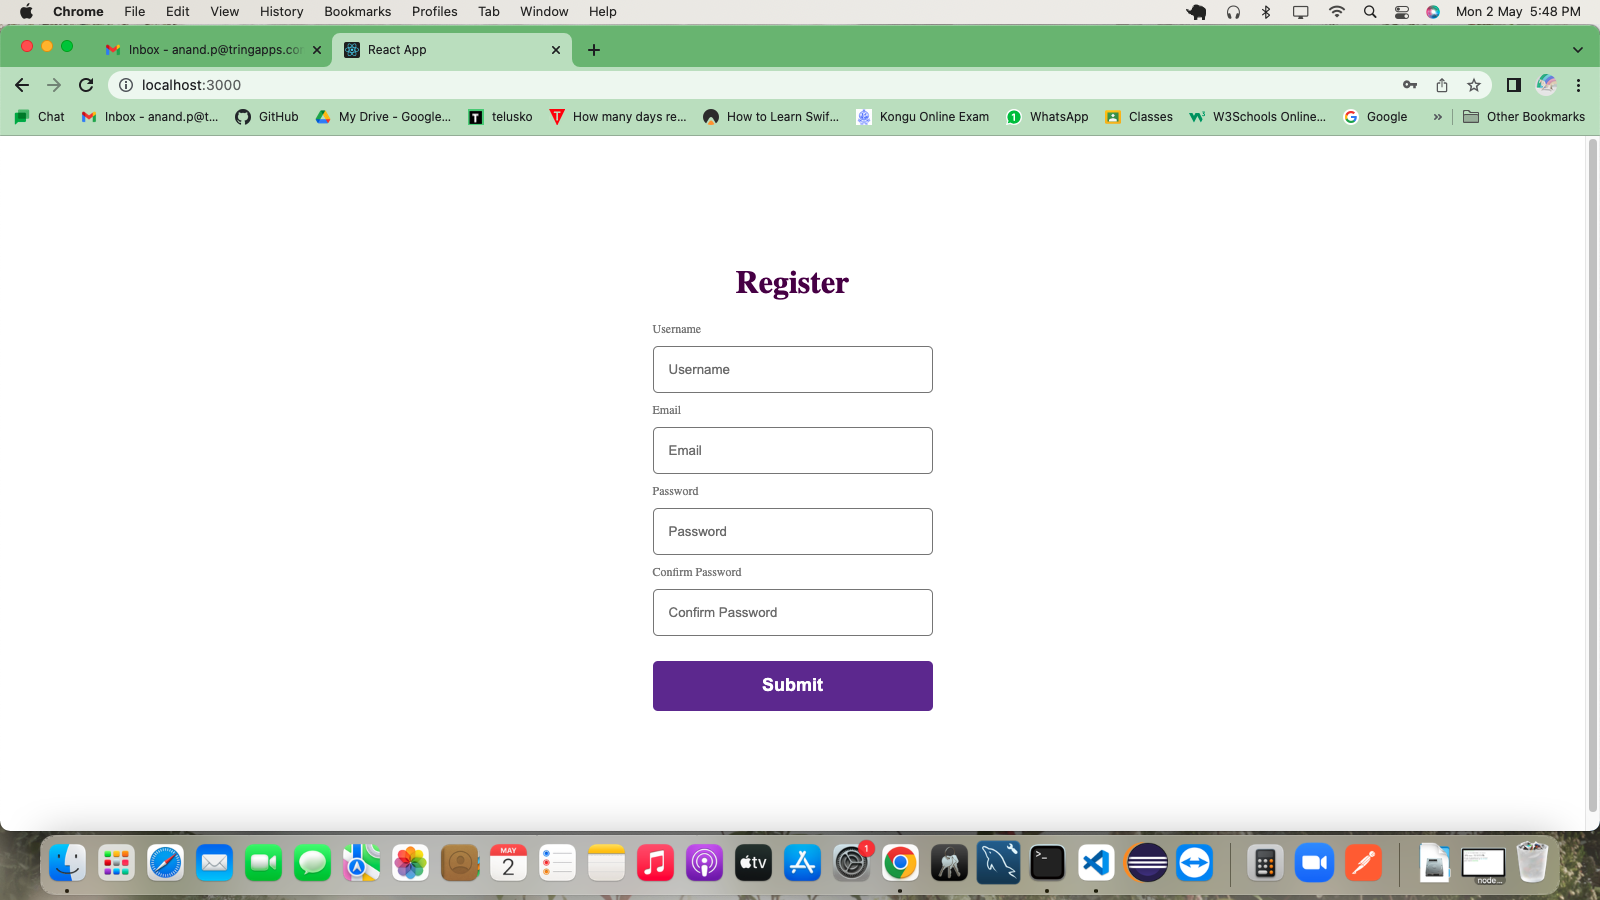 Chrome File Edit View History Bookmarks Profiles Tab Window Help Mon 2 May 5:48 PM
Inbox - anand.p@tringapps.co React App
localhost:3000
Chat Inbox - anand.p@t... GitHub My Drive - Google... T telusko T How many days re... How to Learn Swif... Kongu Online Exam 1 WhatsApp Classes W3Schools Online... Google » Other Bookmarks
Register
Username
Username
Email
Email
Password
Password
Confirm Password
Confirm Password
Submit
MAY
2
tv
1
>_
node...